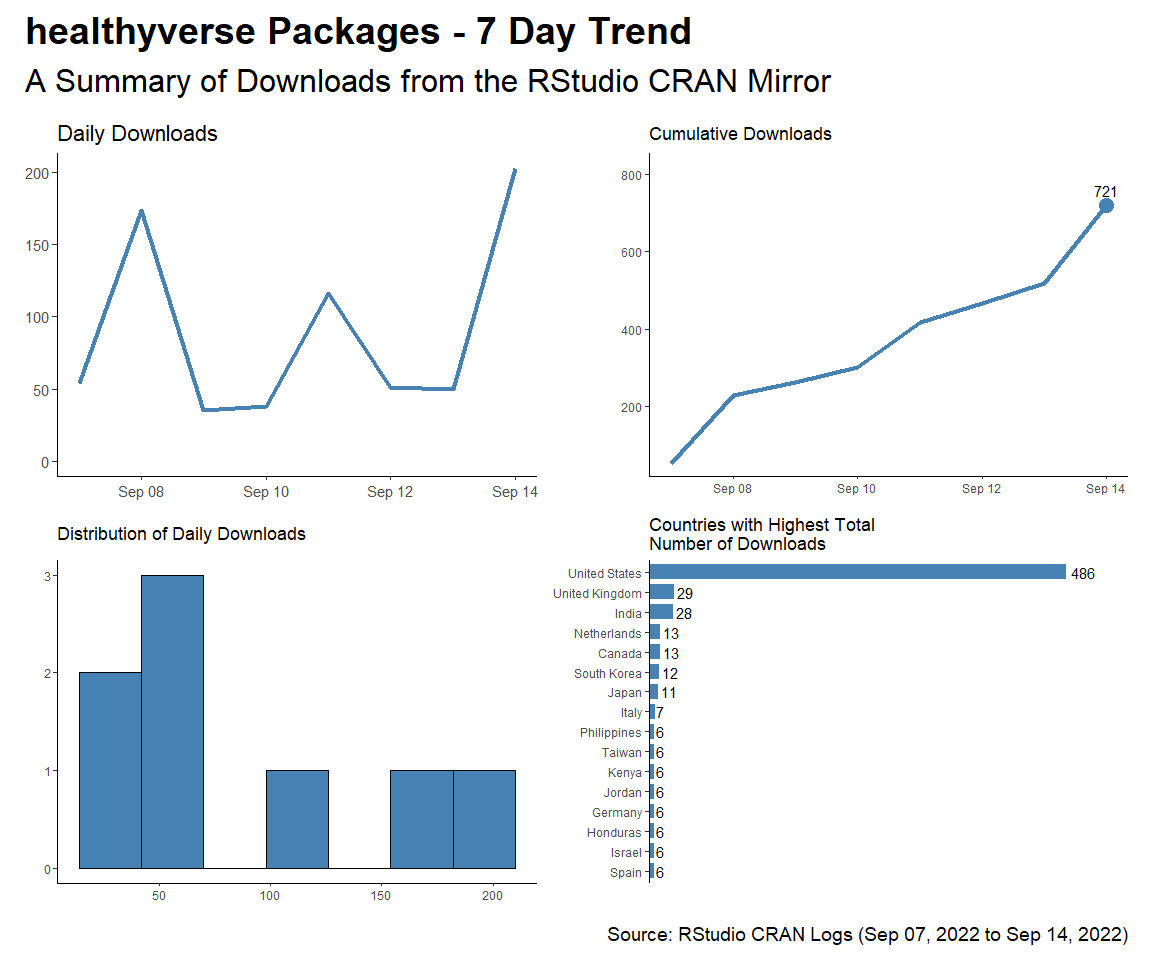 healthyverse Packages - 7 Day Trend
A Summary of Downloads from the RStudio CRAN Mirror
Daily Downloads
200
150
100
50
0
Sep 08 Sep 10 Sep 12 Sep 14
Cumulative Downloads
800
600
400
200
721
Sep 08 Sep 10 Sep 12 Sep 14
Distribution of Daily Downloads
3
2
1
0
50 100 150 200
Countries with Highest Total
Number of Downloads
United States 486
United Kingdom 29
India 28
Netherlands 13
Canada 13
South Korea 12
Japan 11
Italy 7
Philippines 6
Taiwan 6
Kenya 6
Jordan 6
Germany 6
Honduras 6
Israel 6
Spain 6
Source: RStudio CRAN Logs (Sep 07, 2022 to Sep 14, 2022)